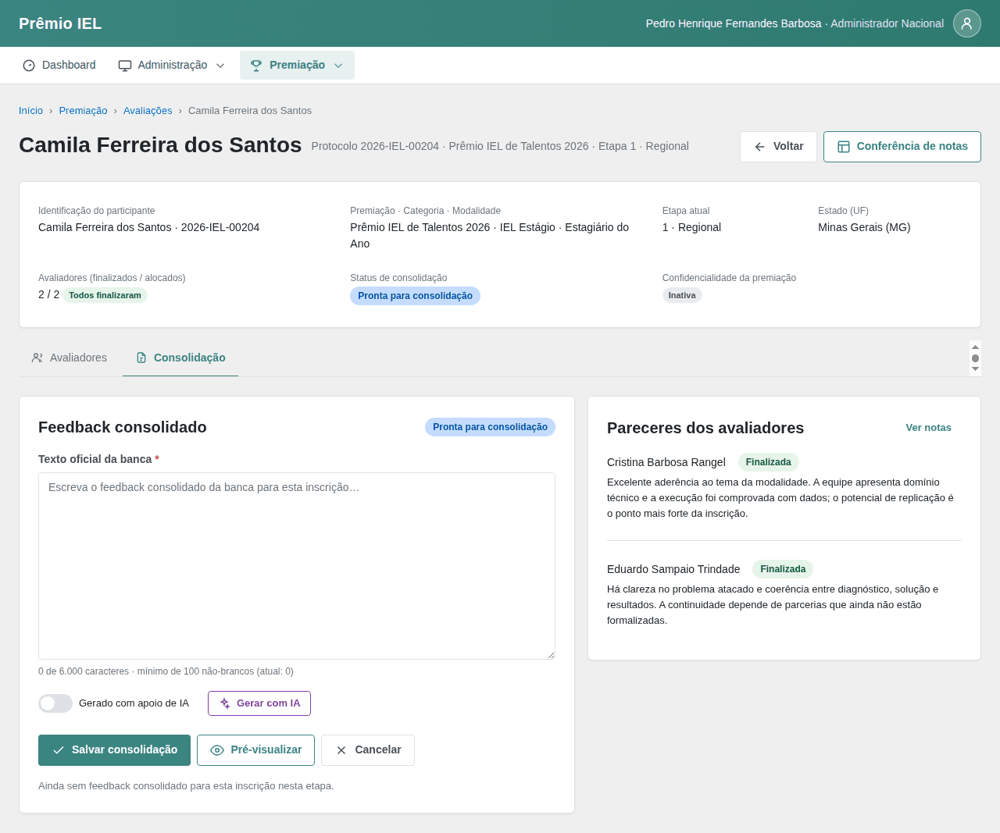 Prêmio IEL
Pedro Henrique Fernandes Barbosa · Administrador Nacional
Dashboard
Administração
Premiação
Início › Premiação › Avaliações › Camila Ferreira dos Santos
Camila Ferreira dos Santos
Protocolo 2026-IEL-00204 · Prêmio IEL de Talentos 2026 · Etapa 1 · Regional
Voltar
Conferência de notas
Identificação do participante
Camila Ferreira dos Santos · 2026-IEL-00204
Premiação · Categoria · Modalidade
Prêmio IEL de Talentos 2026 · IEL Estágio · Estagiário do
Ano
Etapa atual
1 · Regional
Estado (UF)
Minas Gerais (MG)
Avaliadores (finalizados / alocados)
2 / 2 Todos finalizaram
Status de consolidação
Pronta para consolidação
Confidencialidade da premiação
Inativa
Avaliadores
Consolidação
Feedback consolidado
Pronta para consolidação
Texto oficial da banca *
Escreva o feedback consolidado da banca para esta inscrição…
0 de 6.000 caracteres · mínimo de 100 não-brancos (atual: 0)
Gerado com apoio de IA
Gerar com IA
Salvar consolidação
Pré-visualizar
Cancelar
Ainda sem feedback consolidado para esta inscrição nesta etapa.
Pareceres dos avaliadores
Ver notas
Cristina Barbosa Rangel
Finalizada
Excelente aderência ao tema da modalidade. A equipe apresenta domínio
técnico e a execução foi comprovada com dados; o potencial de replicação é
o ponto mais forte da inscrição.
Eduardo Sampaio Trindade
Finalizada
Há clareza no problema atacado e coerência entre diagnóstico, solução e
resultados. A continuidade depende de parcerias que ainda não estão
formalizadas.